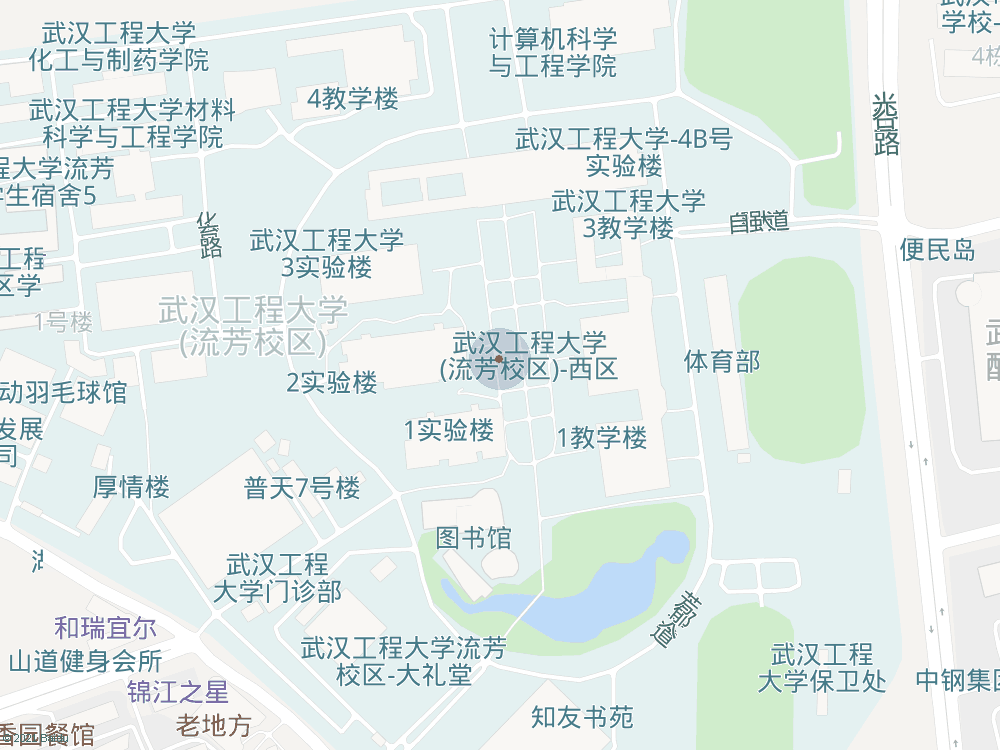 武汉工程大学
化工与制药学院
计算机科学
与工程学院
学校-
4栋
4教学楼
武汉工程大学材料
科学与工程学院
光谷路
武汉工程大学-4B号
实验楼
程大学流芳
学生宿舍5
武汉工程大学
3教学楼
自强大道
化育路
武汉工程大学
3实验楼
便民岛
工程
区学
1号楼
武汉工程大学
(流芳校区)
武汉工程大学
(流芳校区)-西区
体育部
2实验楼
动羽毛球馆
发展
司
1实验楼
1教学楼
厚情楼
普天7号楼
图书馆
武汉工程
大学门诊部
和瑞宜尔
山道健身会所
锦江之星
老地方
武汉工程大学流芳
校区-大礼堂
知友书苑
武汉工程
大学保卫处
中钢集团
香园餐馆